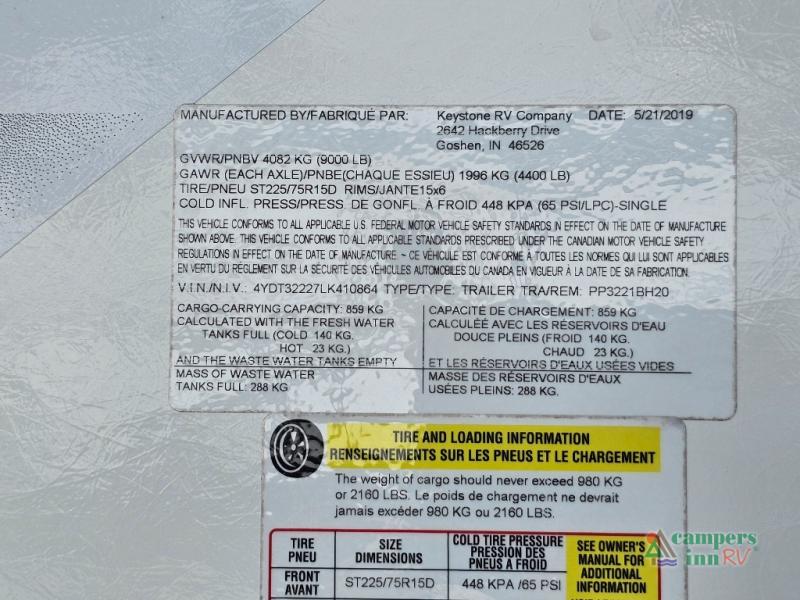 MANUFACTURED BY/FABRIQUÉ PAR: Keystone RV Company DATE: 5/21/2019
2642 Hackberry Drive
Goshen, IN 46526
GVWR/PNBV 4082 KG (9000 LB)
GAWR (EACH AXLE)/PNBE(CHAQUE ESSIEU) 1996 KG (4400 LB)
TIRE/PNEU ST225/75R15D RIMS/JANTE15x6
COLD INFL. PRESS/PRESS. DE GONFL. À FROID 448 KPA (65 PSI/LPC)-SINGLE
THIS VEHICLE CONFORMS TO ALL APPLICABLE U.S. FEDERAL MOTOR VEHICLE SAFETY STANDARDS IN EFFECT ON THE DATE OF MANUFACTURE
SHOWN ABOVE. THIS VEHICLE CONFORMS TO ALL APPLICABLE STANDARDS PRESCRIBED UNDER THE CANADIAN MOTOR VEHICLE SAFETY
REGULATIONS IN EFFECT ON THE DATE OF MANUFACTURE ~ CE VÉHICULE EST CONFORME À TOUTES LES NORMES QUI LUI SONT APPLICABLES
EN VERTU DU RÉGLEMENT SUR LA SÉCURITÉ DES VÉHICULES AUTOMOBILES DU CANADA EN VIGUEUR À LA DATE DE SA FABRICATION.
V.I.N./N.I.V.: 4YDT32227LK410864 TYPE/TYPE: TRAILER TRA/REM: PP3221BH20
CARGO-CARRYING CAPACITY: 859 KG
CALCULATED WITH THE FRESH WATER
TANKS FULL (COLD 140 KG.
HOT 23 KG.)
AND THE WASTE WATER TANKS EMPTY
MASS OF WASTE WATER
TANKS FULL: 288 KG
CAPACITÉ DE CHARGEMENT: 859 KG
CALCULÉE AVEC LES RÉSERVOIRS D'EAU
DOUCE PLEINS (FROID 140 KG.
CHAUD 23 KG.)
ET LES RÉSERVOIRS D'EAU USÉES VIDES
MASSE DES RÉSERVOIRS D'EAUX
USÉES PLEINS: 288 KG.
TIRE AND LOADING INFORMATION
RENSEIGNEMENTS SUR LES PNEUS ET LE CHARGEMENT
The weight of cargo should never exceed 980 KG
or 2160 LBS. Le poids de chargement ne devrait
jamais excéder 980 KG ou 2160 LBS.
TIRE
PNEU
SIZE
DIMENSIONS
COLD TIRE PRESSURE
PRESSION DES
PNEUS A FROID
SEE OWNER'S
MANUAL FOR
ADDITIONAL
INFORMATION
FRONT
AVANT
ST225/75R15D
448 KPA /65 PSI
campers
inn RV